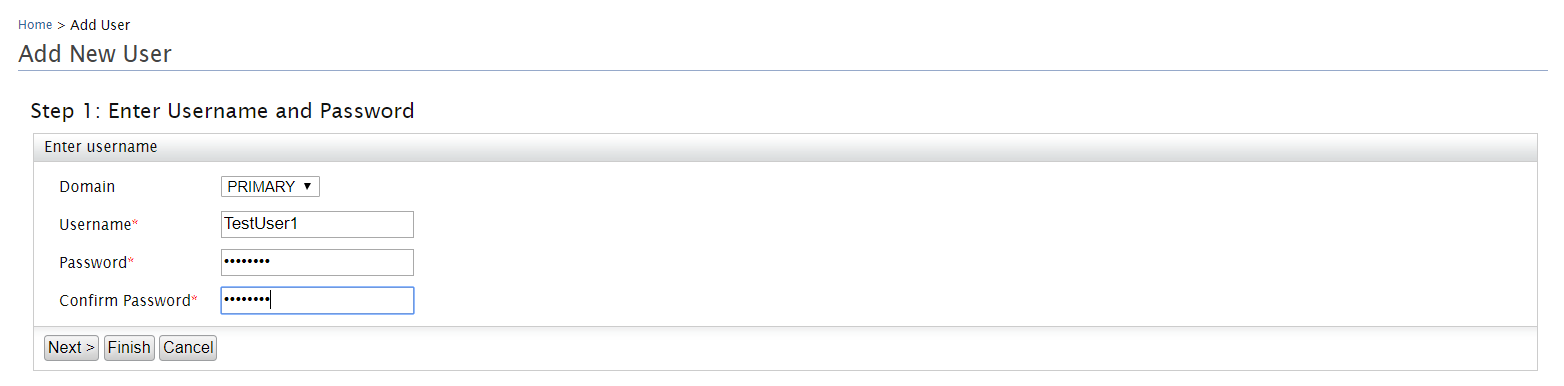 Home > Add User
Add New User
Step 1: Enter Username and Password
Enter username
Domain PRIMARY ▼
Username* TestUser1
Password* ••••••••
Confirm Password* ••••••••
Next > Finish Cancel